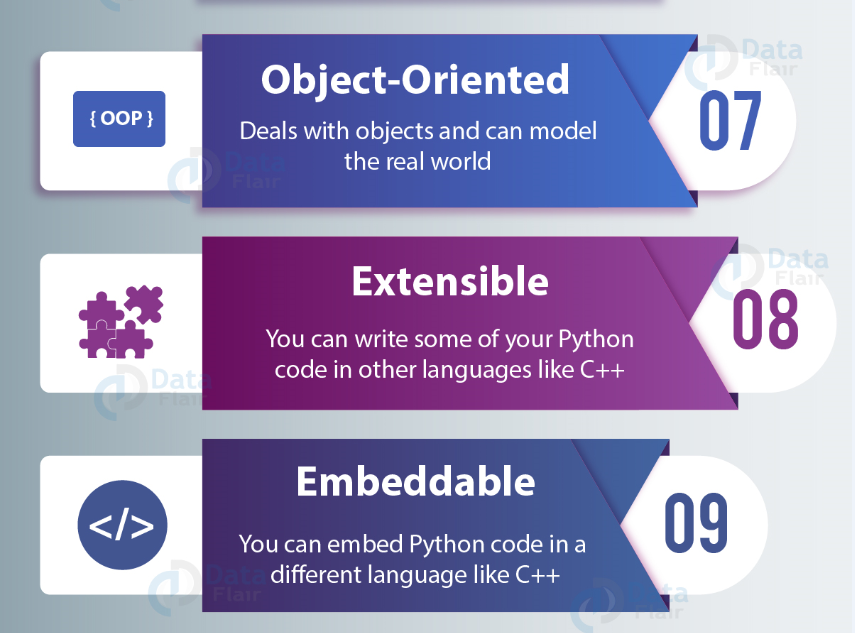 Object-Oriented
{ OOP }
Deals with objects and can model
the real world
07
Data
Flair
Data
Flair
Extensible
You can write some of your Python
code in other languages like C++
08
Data
Flair
Data
Flair
Embeddable
</>
You can embed Python code in a
different language like C++
09
Data
Flair
Data
Flair